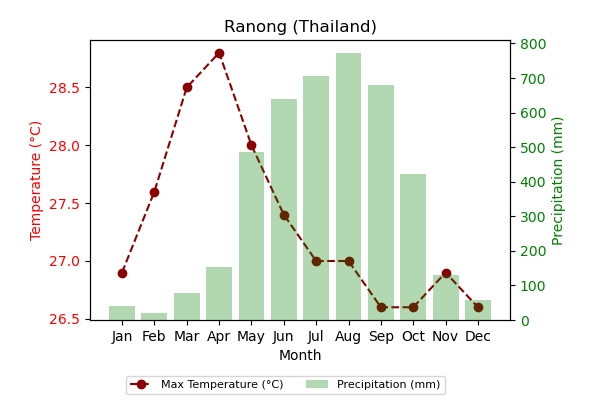 Ranong (Thailand)
Temperature (°C)
28.5
28.0
27.5
27.0
26.5
800
700
600
500
400
300
200
100
0
Precipitation (mm)
Jan Feb Mar Apr May Jun Jul Aug Sep Oct Nov Dec
Month
Max Temperature (°C) Precipitation (mm)